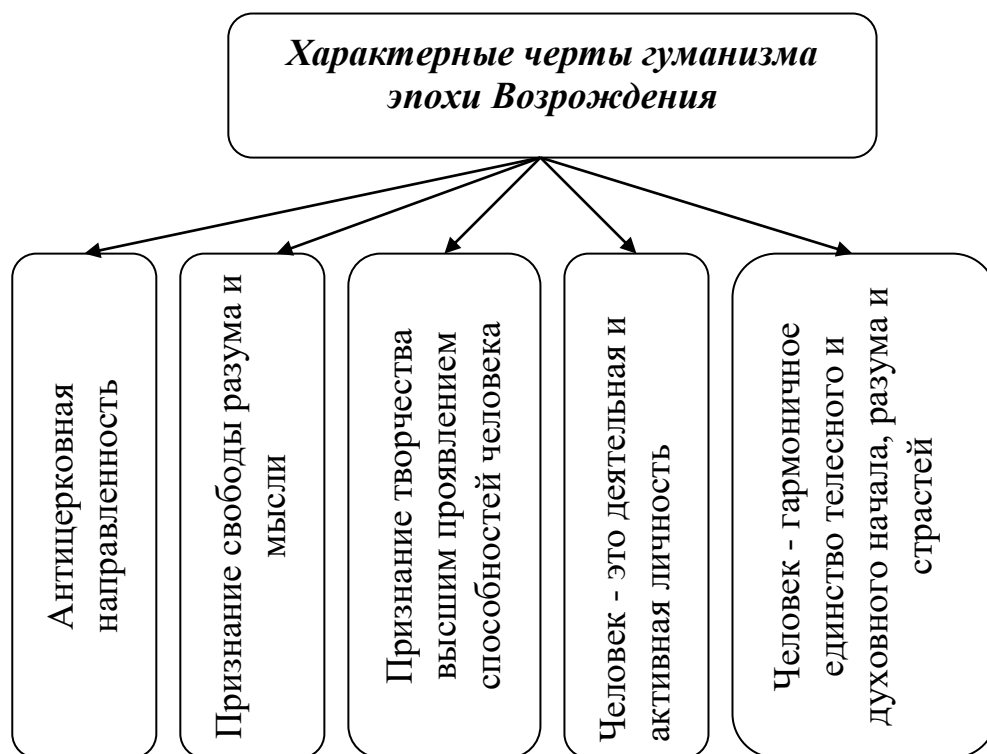 Характерные черты гуманизма
эпохи Возрождения
Антицерковная
направленность
Признание свободы разума и
мысли
Признание творчества
высшим проявлением
способностей человека
Человек - это деятельная и
активная личность
Человек - гармоничное
единство телесного и
духовного начала, разума и
страстей